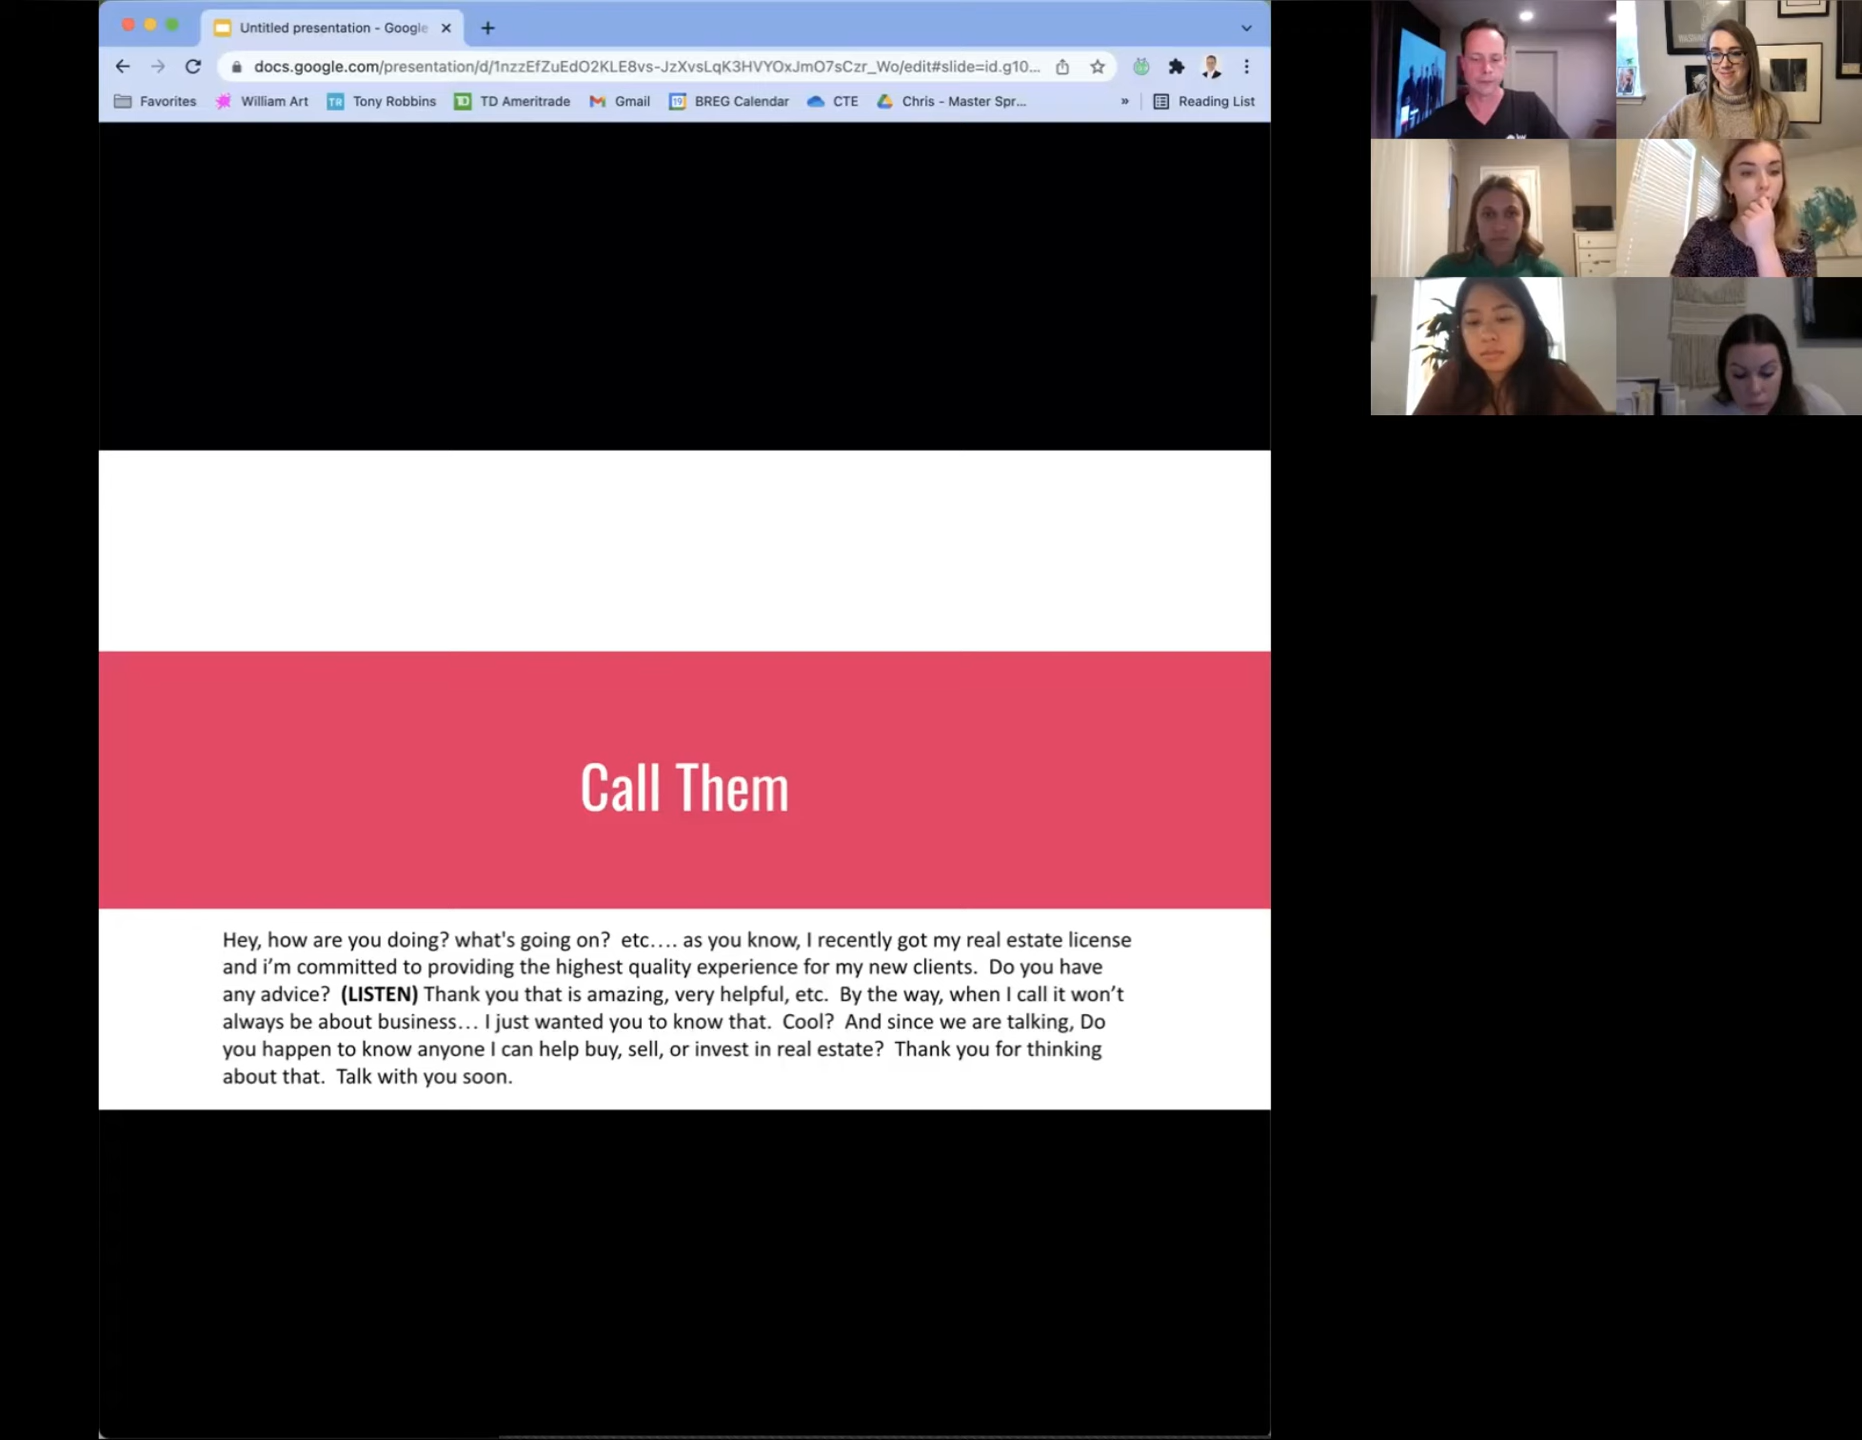 Untitled presentation - Google
docs.google.com/presentation/d/1nzzEfZuEdO2KLE8vs-JzXvsLqK3HVYOxJmO7sCzr_Wo/edit#slide=id.g10...
Favorites William Art TR Tony Robbins TD TD Ameritrade Gmail 19 BREG Calendar CTE Chris - Master Spr... » Reading List
Call Them
Hey, how are you doing? what's going on?  etc.... as you know, I recently got my real estate license
and i’m committed to providing the highest quality experience for my new clients.  Do you have
any advice?  (LISTEN) Thank you that is amazing, very helpful, etc.  By the way, when I call it won’t
always be about business... I just wanted you to know that.  Cool?  And since we are talking, Do
you happen to know anyone I can help buy, sell, or invest in real estate?  Thank you for thinking
about that.  Talk with you soon.